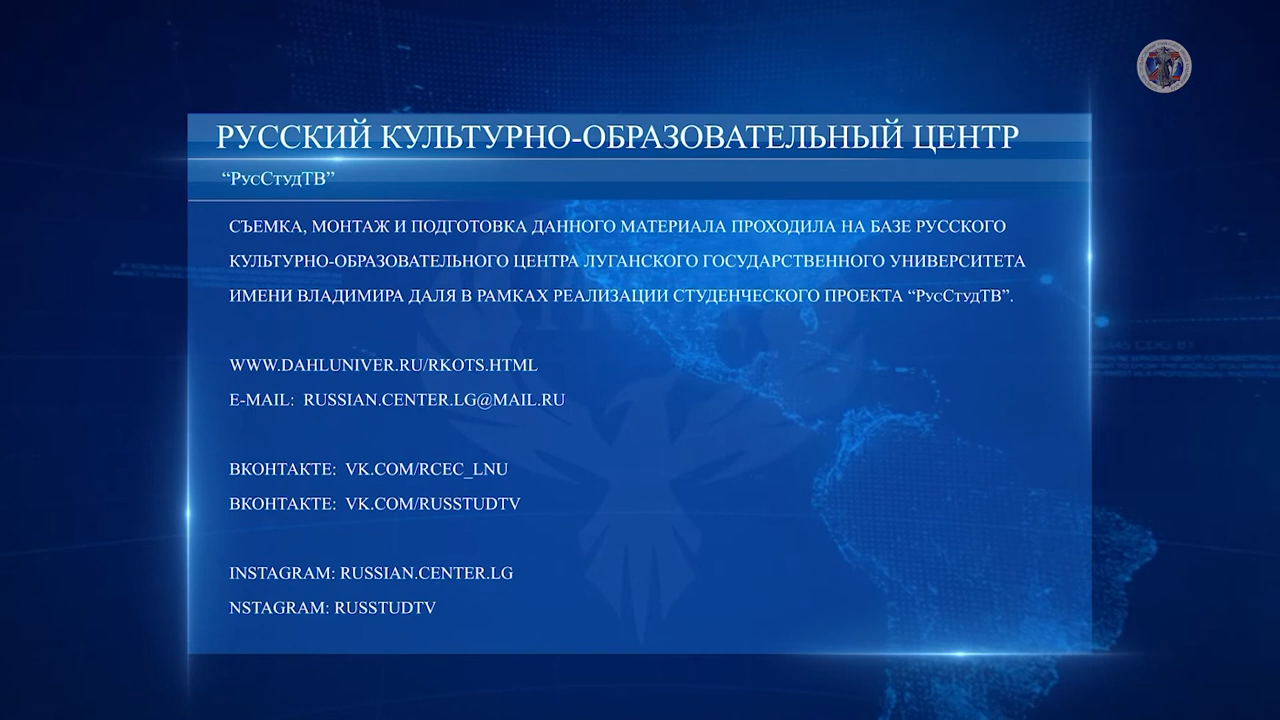 РУССКИЙ КУЛЬТУРНО-ОБРАЗОВАТЕЛЬНЫЙ ЦЕНТР
“РусСтудТВ”
СЪЕМКА, МОНТАЖ И ПОДГОТОВКА ДАННОГО МАТЕРИАЛА ПРОХОДИЛА НА БАЗЕ РУССКОГО
КУЛЬТУРНО-ОБРАЗОВАТЕЛЬНОГО ЦЕНТРА ЛУГАНСКОГО ГОСУДАРСТВЕННОГО УНИВЕРСИТЕТА
ИМЕНИ ВЛАДИМИРА ДАЛЯ В РАМКАХ РЕАЛИЗАЦИИ СТУДЕНЧЕСКОГО ПРОЕКТА “РусСтудТВ”.
WWW.DAHLUNIVER.RU/RKOTS.HTML
E-MAIL: RUSSIAN.CENTER.LG@MAIL.RU
ВКОНТАКТЕ: VK.COM/RCEC_LNU
ВКОНТАКТЕ: VK.COM/RUSSTUDTV
INSTAGRAM: RUSSIAN.CENTER.LG
NSTAGRAM: RUSSTUDTV